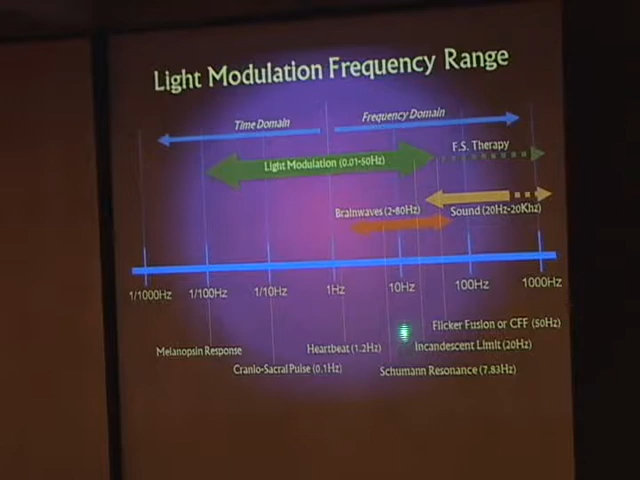 Light Modulation Frequency Range
Time Domain
Frequency Domain
Light Modulation (0.01-50Hz)
F.S. Therapy
Brainwaves (2-80Hz)
Sound (20Hz-20Khz)
1/1000Hz
1/100Hz
1/10Hz
1Hz
10Hz
100Hz
1000Hz
Flicker Fusion or CFF (50Hz)
Melanopsin Response
Heartbeat (1.2Hz)
Incandescent Limit (20Hz)
Cranio-Sacral Pulse (0.1Hz)
Schumann Resonance (7.83Hz)